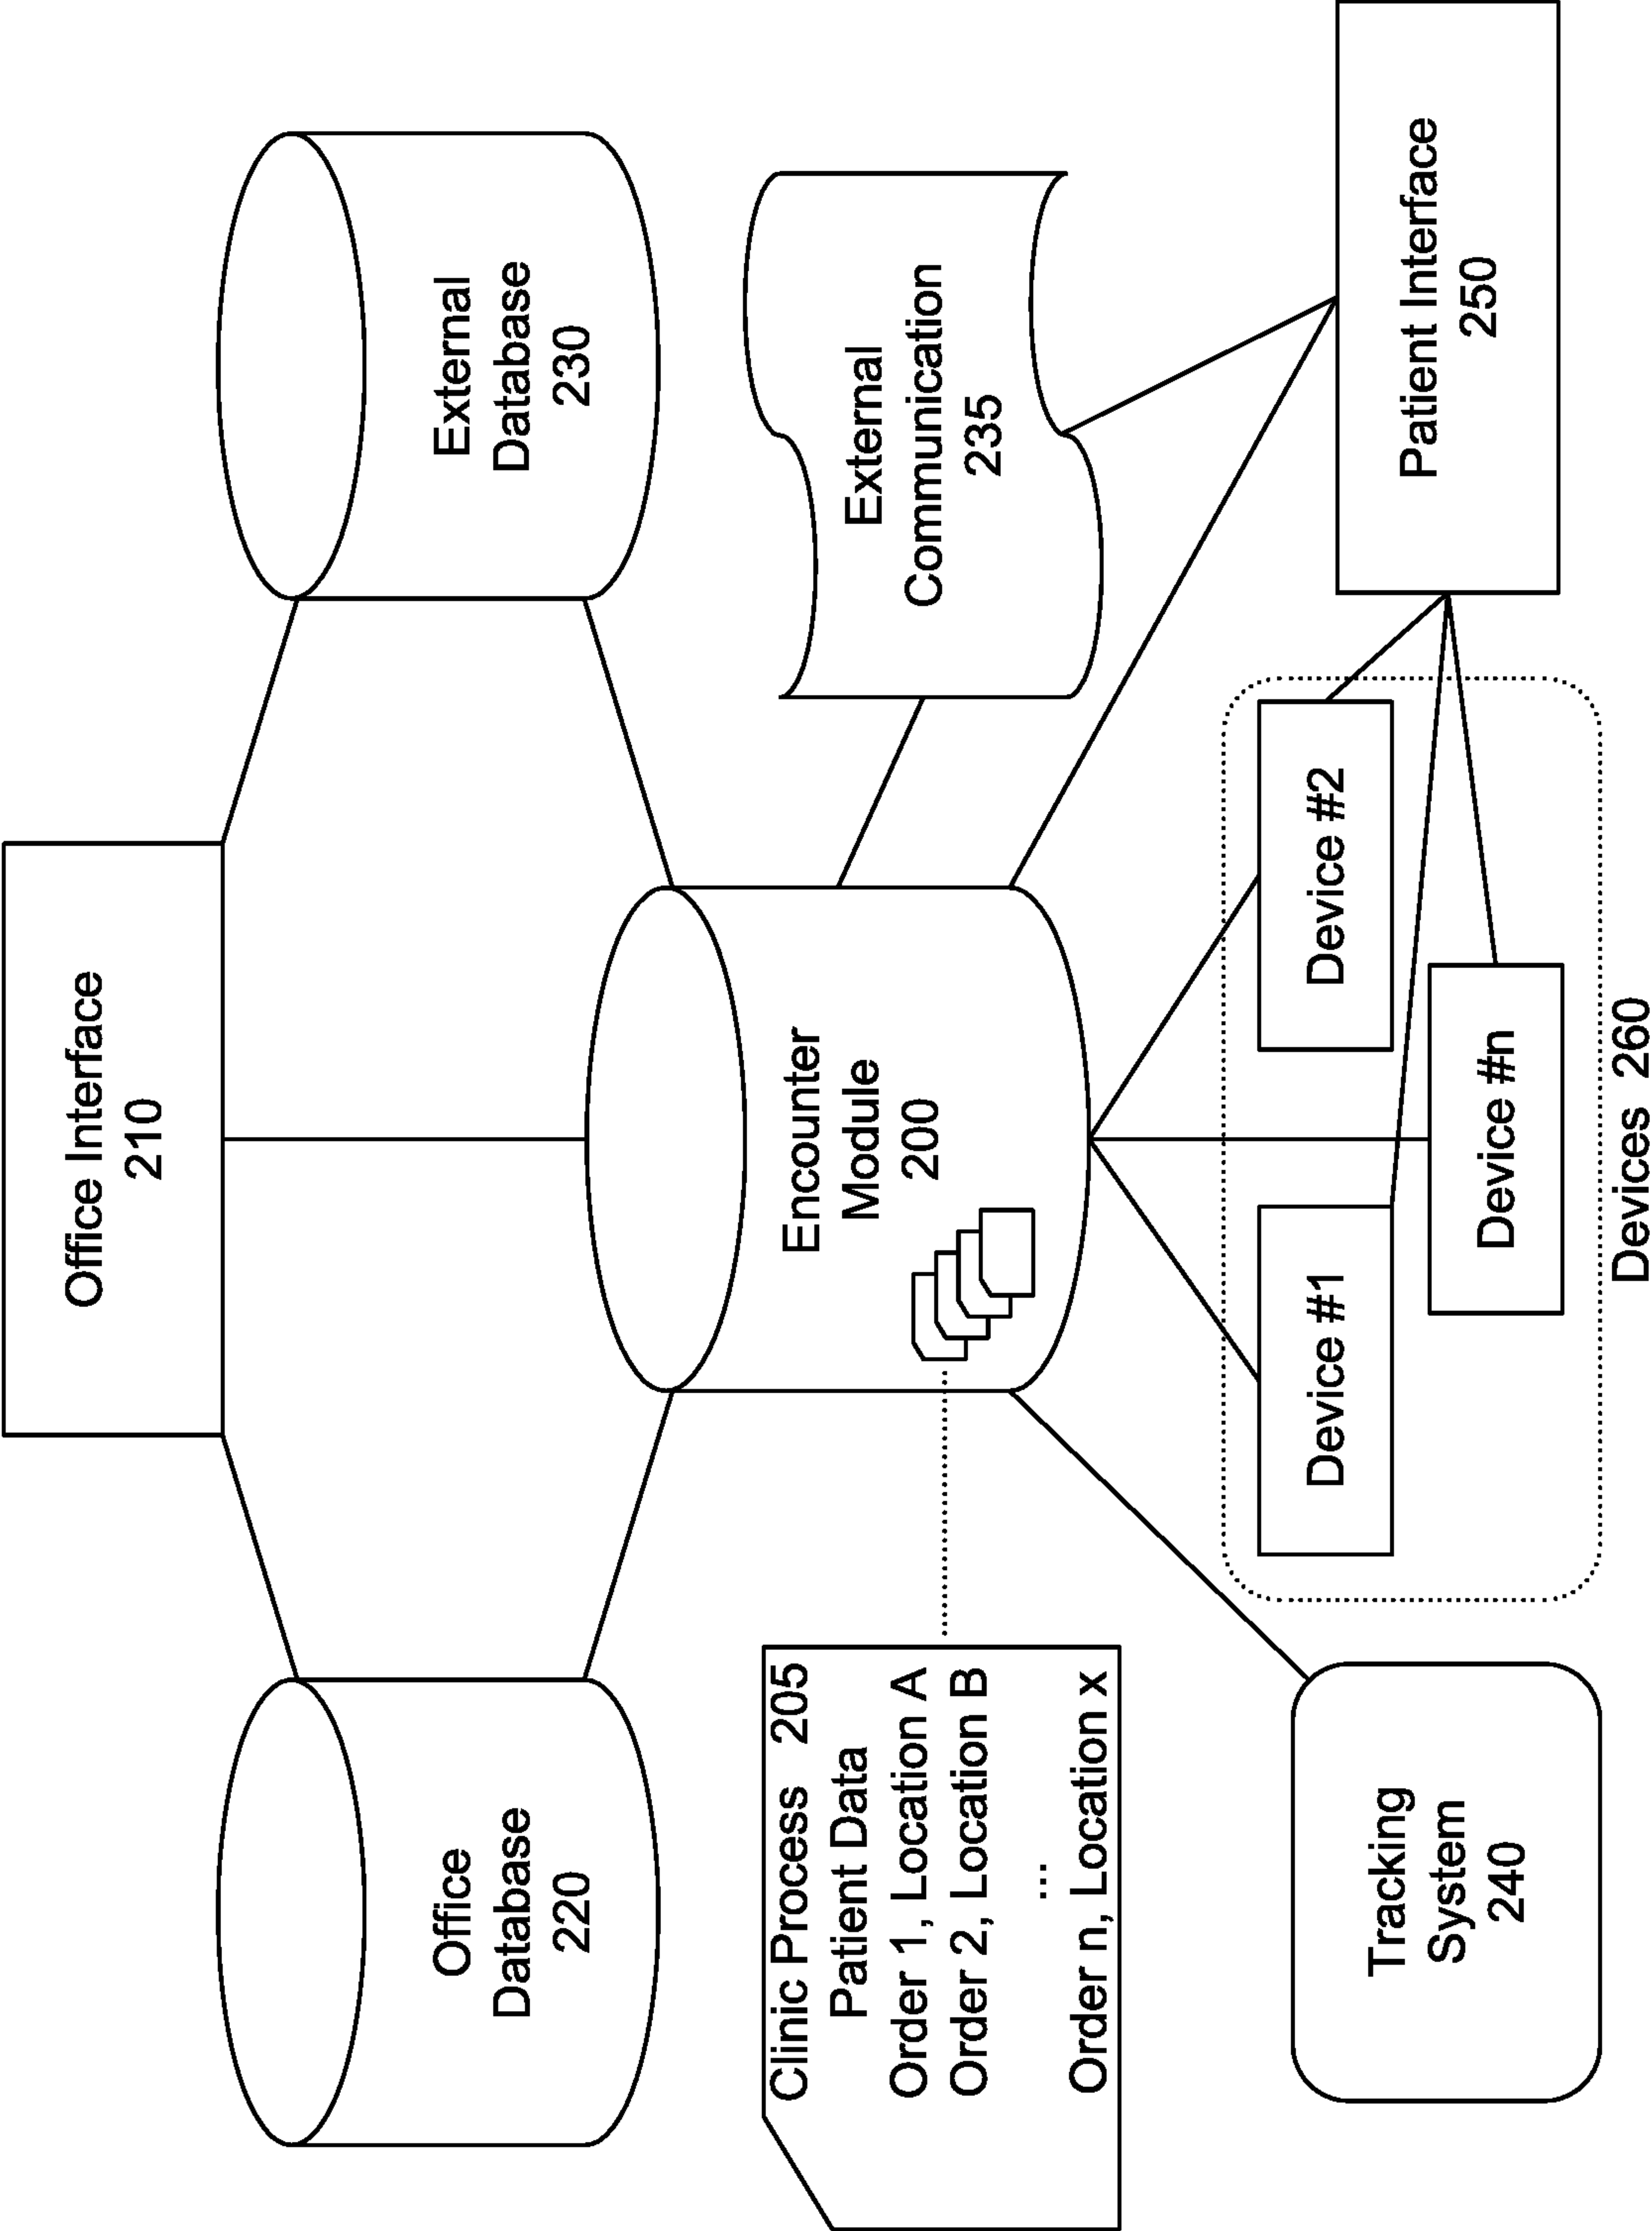 Office Interface
210
Office
Database
220
External
Database
230
Encounter
Module
200
External
Communication
235
Clinic Process 205
Patient Data
Order 1, Location A
Order 2, Location B
...
Order n, Location x
Tracking
System
240
Device #1
Device #2
Device #n
Devices 260
Patient Interface
250